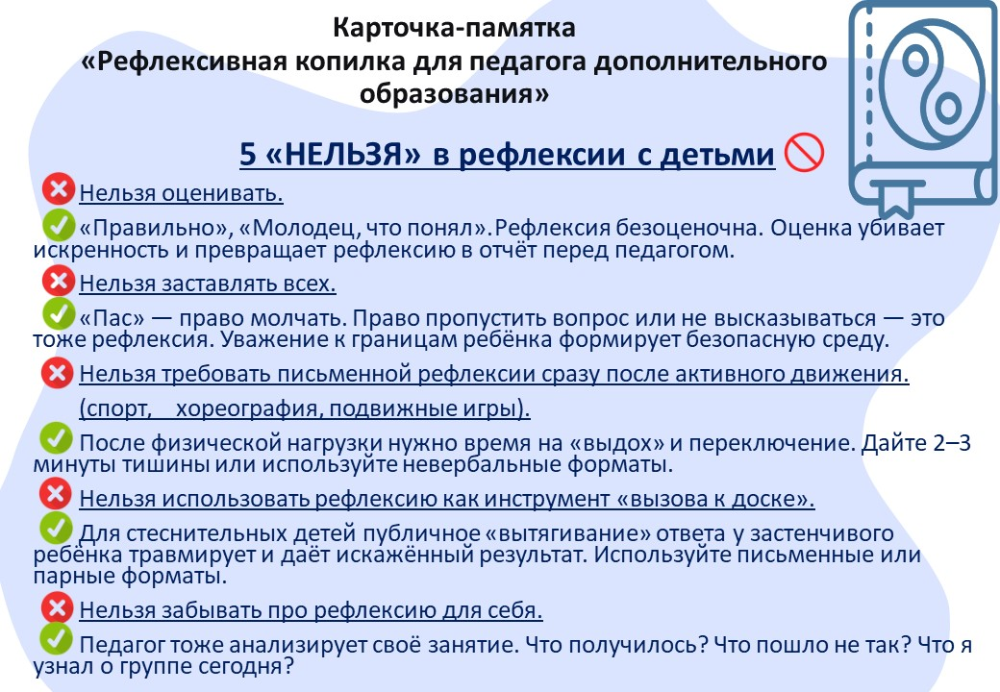 Карточка-памятка
«Рефлексивная копилка для педагога дополнительного
образования»
5 «НЕЛЬЗЯ» в рефлексии с детьми
Нельзя оценивать.
«Правильно», «Молодец, что понял».Рефлексия безоценочна. Оценка убивает
искренность и превращает рефлексию в отчёт перед педагогом.
Нельзя заставлять всех.
«Пас» — право молчать. Право пропустить вопрос или не высказываться — это
тоже рефлексия. Уважение к границам ребёнка формирует безопасную среду.
Нельзя требовать письменной рефлексии сразу после активного движения.
(спорт, хореография, подвижные игры).
После физической нагрузки нужно время на «выдох» и переключение. Дайте 2–3
минуты тишины или используйте невербальные форматы.
Нельзя использовать рефлексию как инструмент «вызова к доске».
Для стеснительных детей публичное «вытягивание» ответа у застенчивого
ребёнка травмирует и даёт искажённый результат. Используйте письменные или
парные форматы.
Нельзя забывать про рефлексию для себя.
Педагог тоже анализирует своё занятие. Что получилось? Что пошло не так? Что я
узнал о группе сегодня?